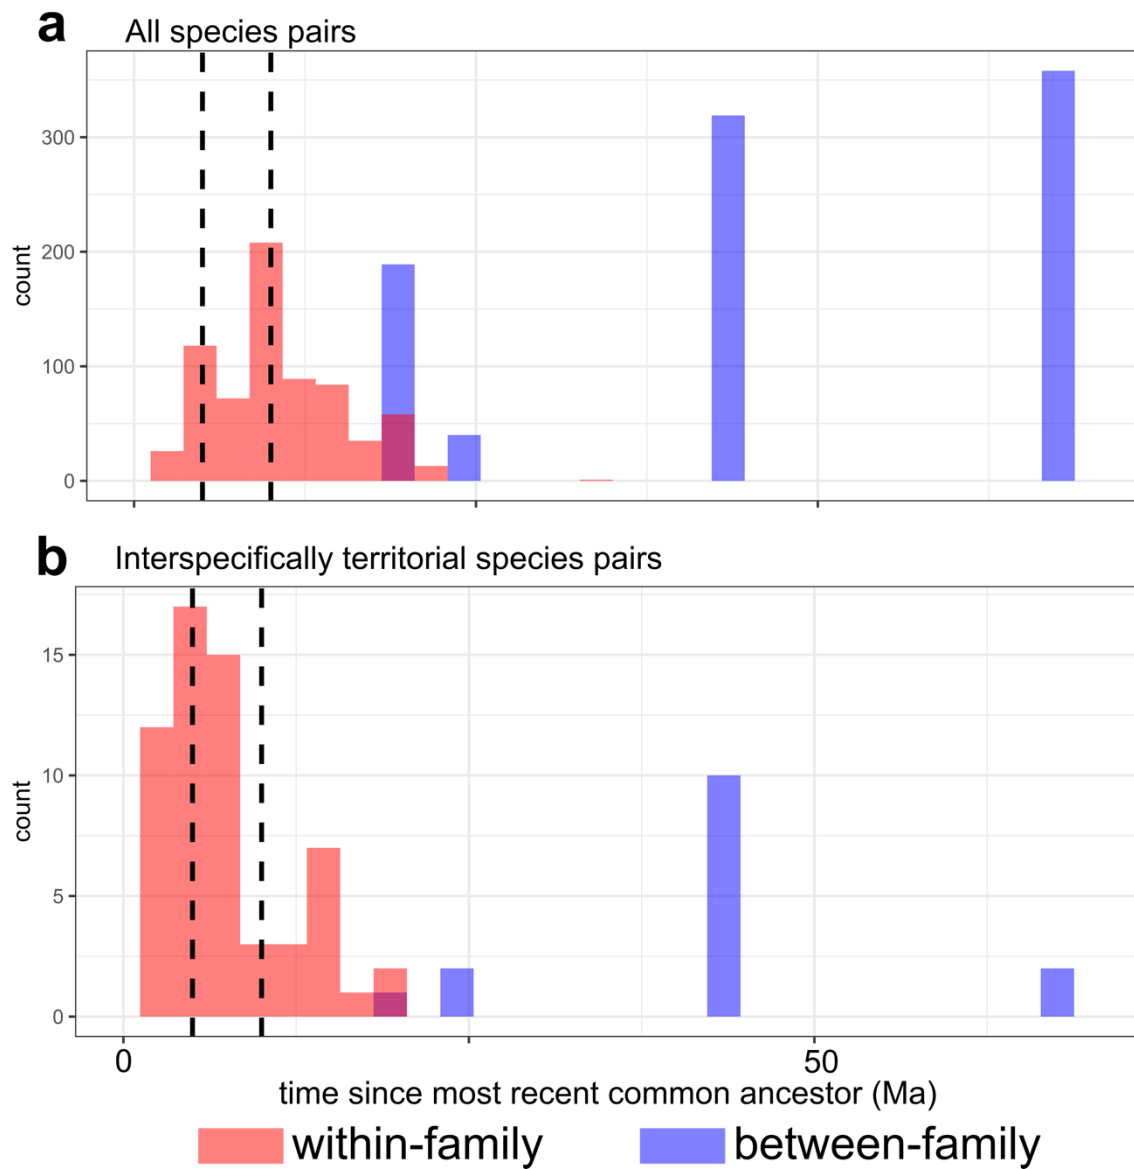 a
All species pairs
300
200
100
0
count
b
Interspecifically territorial species pairs
15
10
5
0
count
0 50
time since most recent common ancestor (Ma)
within-family between-family